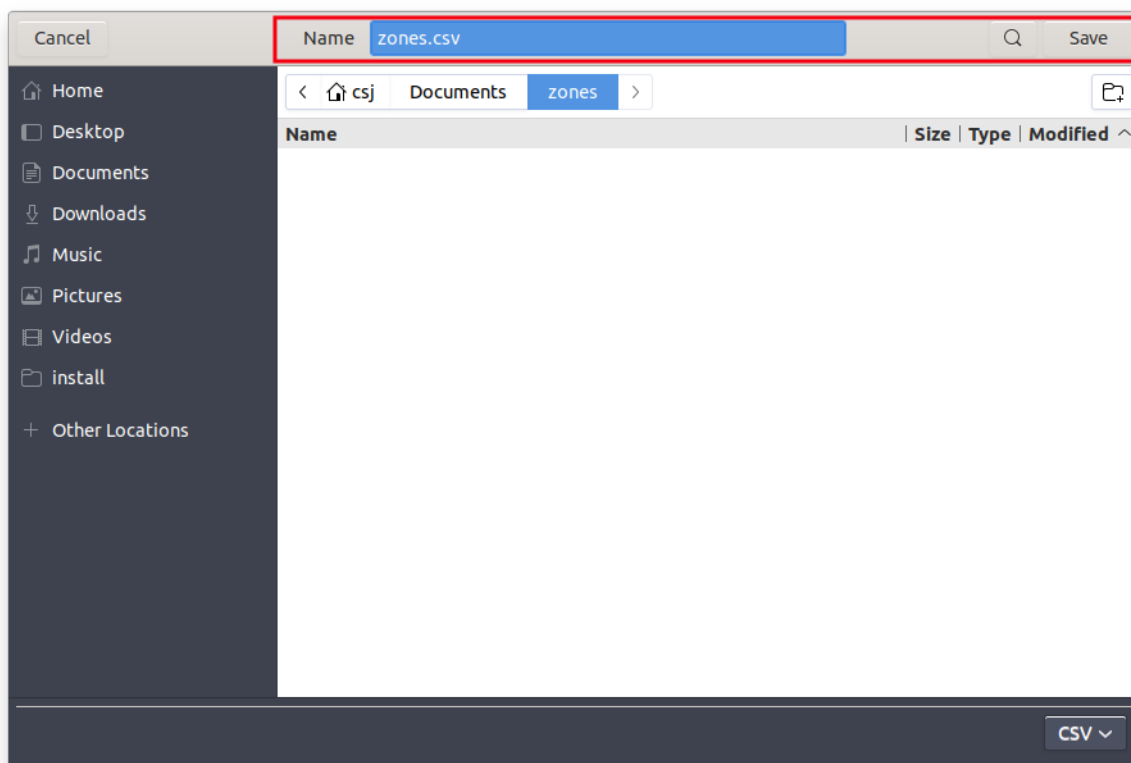 Cancel
Name zones.csv Save
Home
Desktop
Documents
Downloads
Music
Pictures
Videos
install
Other Locations
csj Documents zones
Name Size Type Modified
CSV